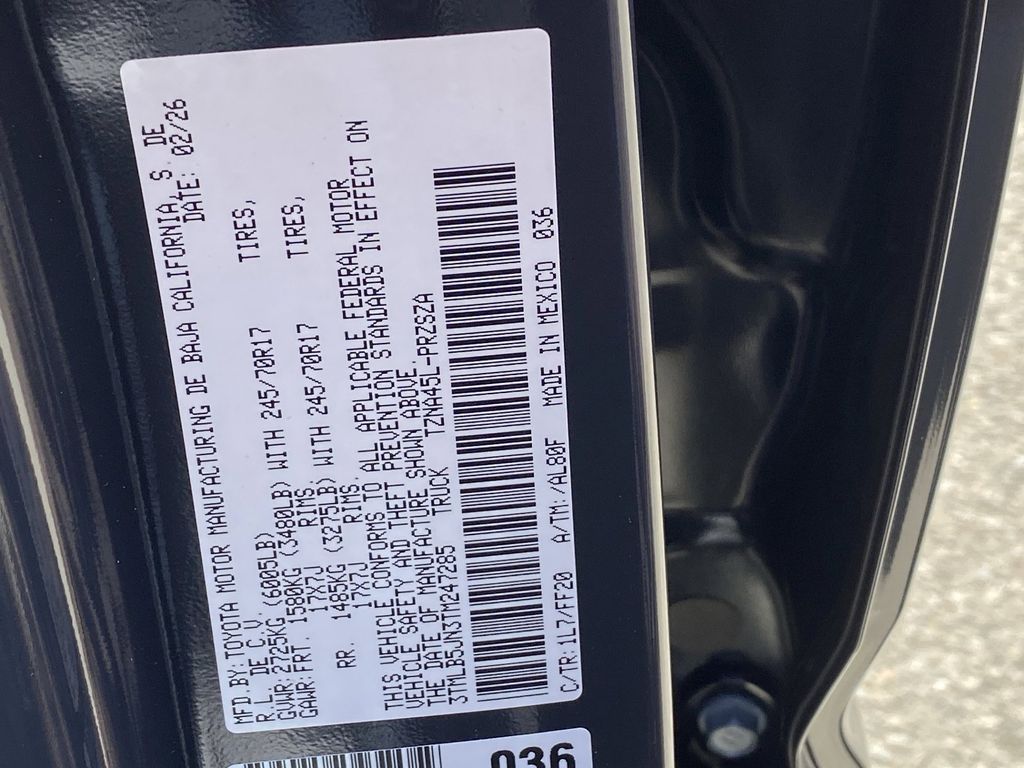 MFD.BY:TOYOTA MOTOR MANUFACTURING DE BAJA CALIFORNIA,S. DE
R.L. DE C.V. DATE: 02/26
GVWR:2725KG (6005LB)
GAWR:FRT. 1580KG (3480LB) WITH 245/70R17 TIRES,
17X7J RIMS,
RR. 1485KG (3275LB) WITH 245/70R17 TIRES,
17X7J RIMS.
THIS VEHICLE CONFORMS TO ALL APPLICABLE FEDERAL MOTOR
VEHICLE SAFETY AND THEFT PREVENTION STANDARDS IN EFFECT ON
THE DATE OF MANUFACTURE SHOWN ABOVE.
3TMLB5JN3TM247285 TRUCK TZNA45L-PRZSZA
C/TR:1L7/FF20 A/TM:/AL80F MADE IN MEXICO 036
036